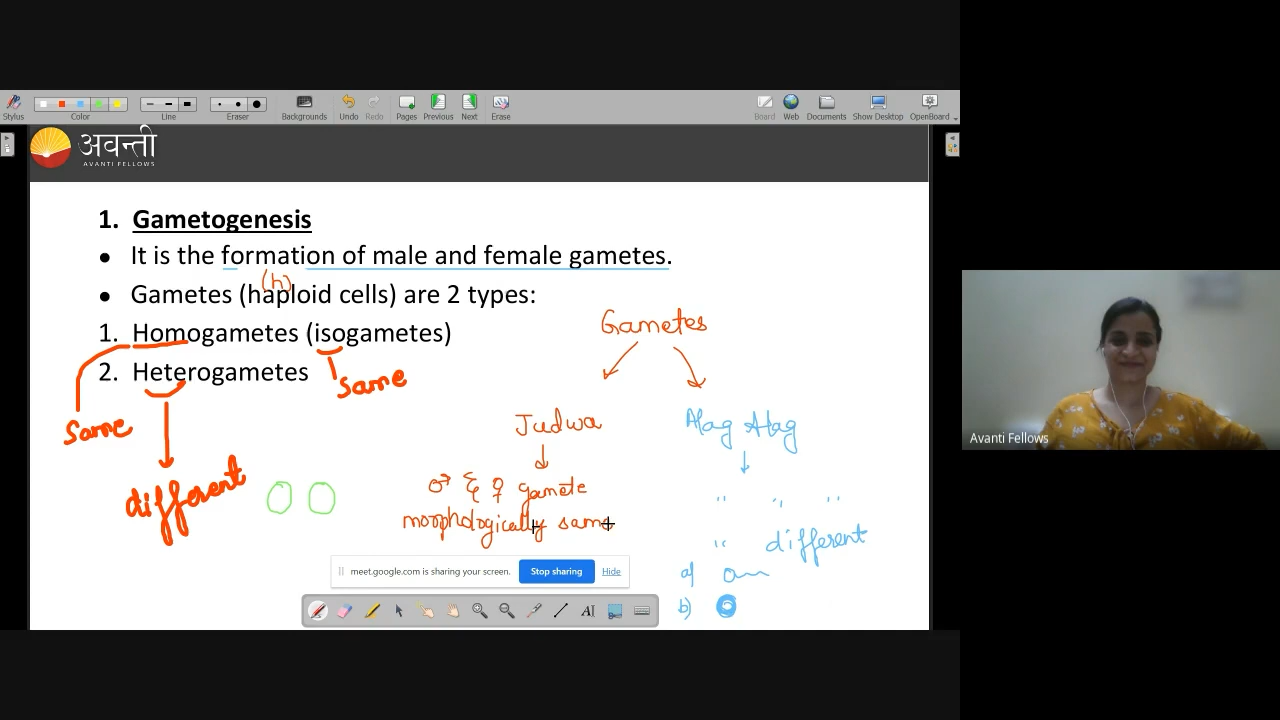 Stylus Color Line Eraser Backgrounds Undo Redo Pages Previous Next Erase Board Web Documents Show Desktop OpenBoard
अवन्ती
AVANTI FELLOWS
1. Gametogenesis
• It is the formation of male and female gametes.
(h)
• Gametes (haploid cells) are 2 types:
1. Homogametes (isogametes)
2. Heterogametes
same
same
different
Gametes
Judwa
Alag Alag
♂ & ♀ gamete
morphologically same
" " "
" different
a)
b)
meet.google.com is sharing your screen. Stop sharing Hide
Avanti Fellows